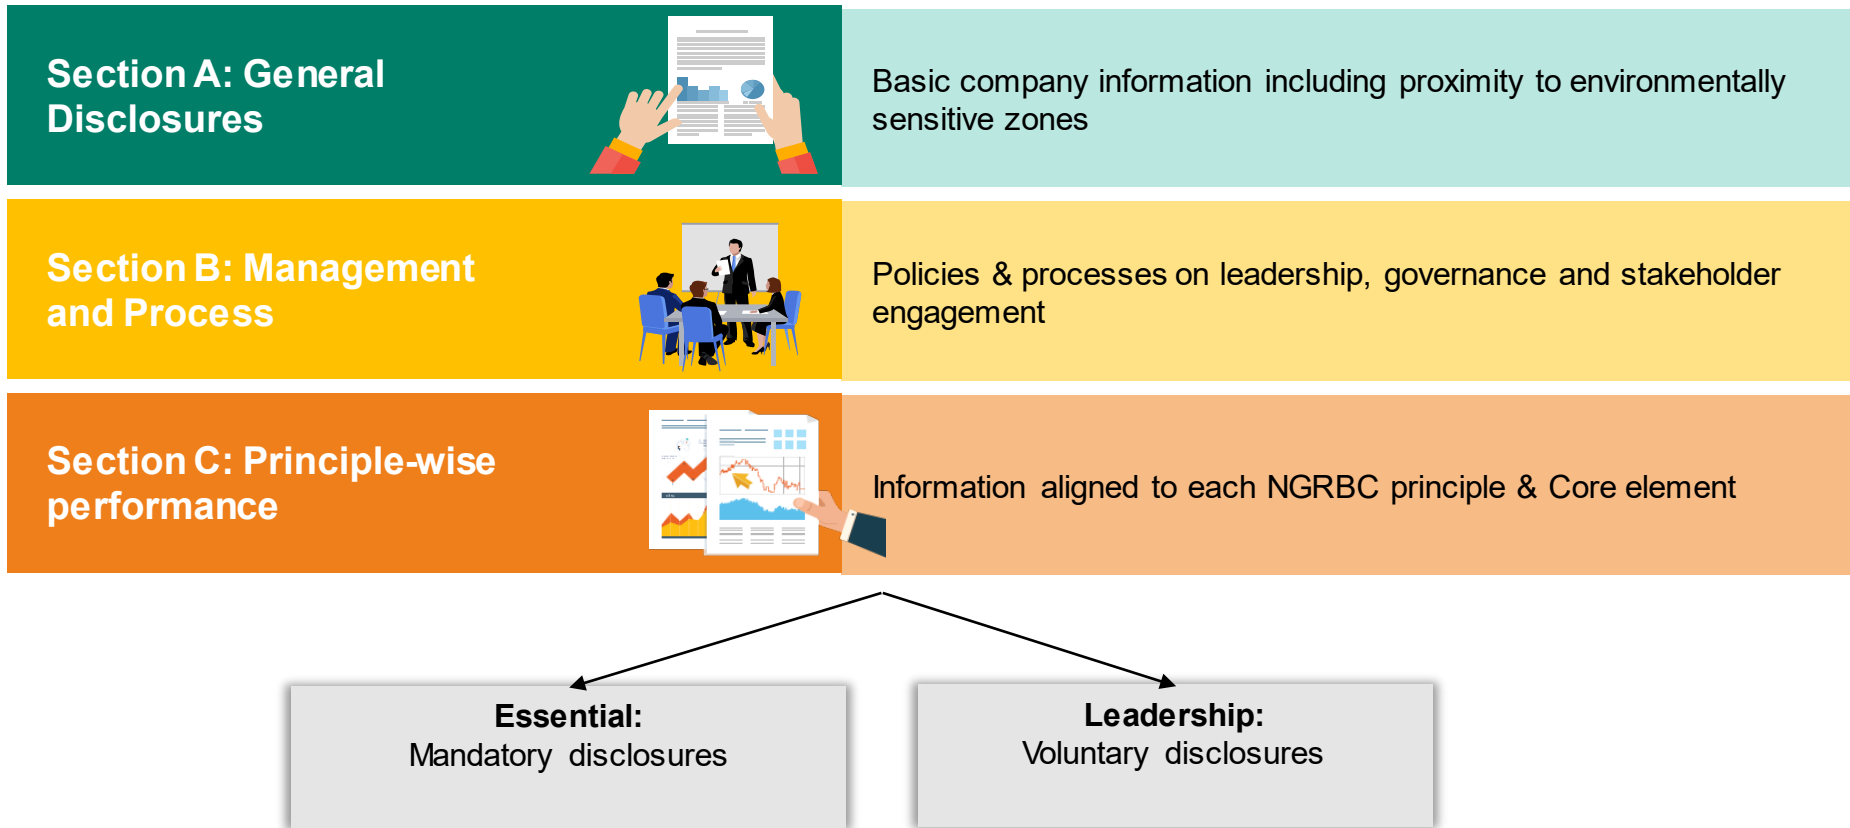 Section A: General
Disclosures
Basic company information including proximity to environmentally
sensitive zones
Section B: Management
and Process
Policies & processes on leadership, governance and stakeholder
engagement
Section C: Principle-wise
performance
Information aligned to each NGRBC principle & Core element
Essential:
Mandatory disclosures
Leadership:
Voluntary disclosures